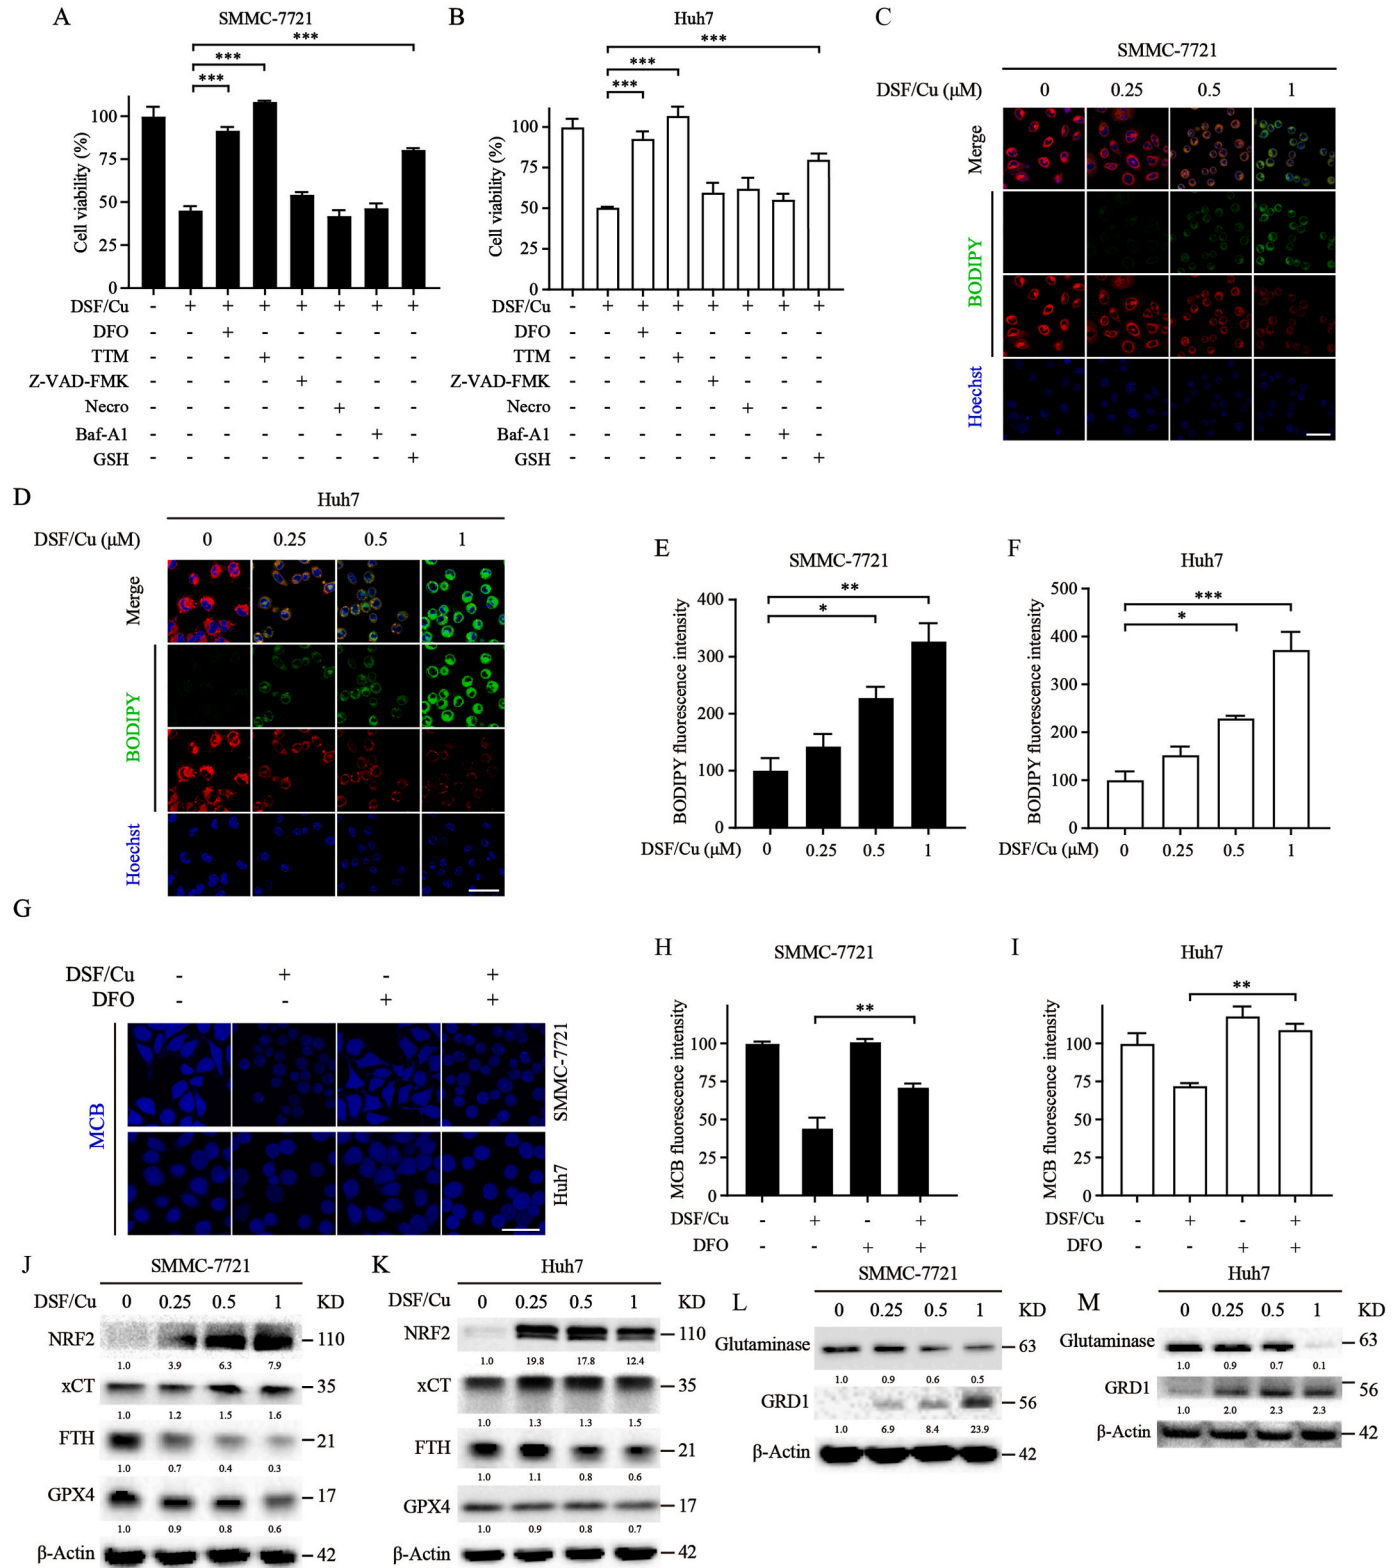 A
SMMC-7721
***
***
***
Cell viability (%)
100
75
50
25
0
DSF/Cu - + + + + + + +
DFO - - + - - - - -
TTM - - - + - - - -
Z-VAD-FMK - - - - + - - -
Necro - - - - - + - -
Baf-A1 - - - - - - + -
GSH - - - - - - - +
B
Huh7
***
***
***
Cell viability (%)
100
75
50
25
0
DSF/Cu - + + + + + + +
DFO - - + - - - - -
TTM - - - + - - - -
Z-VAD-FMK - - - - + - - -
Necro - - - - - + - -
Baf-A1 - - - - - - + -
GSH - - - - - - - +
C
SMMC-7721
DSF/Cu (μM) 0 0.25 0.5 1
Merge
BODIPY
Hoechst
D
Huh7
DSF/Cu (μM) 0 0.25 0.5 1
Merge
BODIPY
Hoechst
E
SMMC-7721
**
*
BODIPY fluorescence intensity
400
300
200
100
0
DSF/Cu (μM) 0 0.25 0.5 1
F
Huh7
***
*
BODIPY fluorescence intensity
500
400
300
200
100
0
DSF/Cu (μM) 0 0.25 0.5 1
G
DSF/Cu - + - +
DFO - - + +
MCB
SMMC-7721
Huh7
H
SMMC-7721
**
MCB fluorescence intensity
100
75
50
25
0
DSF/Cu - + - +
DFO - - + +
I
Huh7
**
MCB fluorescence intensity
100
75
50
25
0
DSF/Cu - + - +
DFO - - + +
J
SMMC-7721
DSF/Cu 0 0.25 0.5 1 KD
NRF2 110
1.0 3.9 6.3 7.9
xCT 35
1.0 1.2 1.5 1.6
FTH 21
1.0 0.7 0.4 0.3
GPX4 17
1.0 0.9 0.8 0.6
β-Actin 42
K
Huh7
DSF/Cu 0 0.25 0.5 1 KD
NRF2 110
1.0 19.8 17.8 12.4
xCT 35
1.0 1.3 1.3 1.5
FTH 21
1.0 1.1 0.8 0.6
GPX4 17
1.0 0.9 0.8 0.7
β-Actin 42
L
SMMC-7721
0 0.25 0.5 1 KD
Glutaminase 63
1.0 0.9 0.6 0.5
GRD1 56
1.0 6.9 8.4 23.9
β-Actin 42
M
Huh7
0 0.25 0.5 1 KD
Glutaminase 63
1.0 0.9 0.7 0.1
GRD1 56
1.0 2.0 2.3 2.3
β-Actin 42